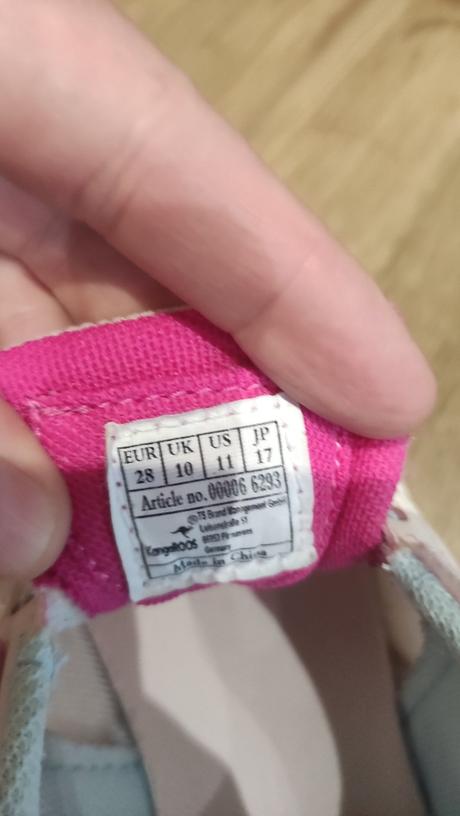 EUR UK US JP
28 10 11 17
Article no. 00006 6293
© TS Brand Management GmbH
KangaROOS
Germany
Made in China